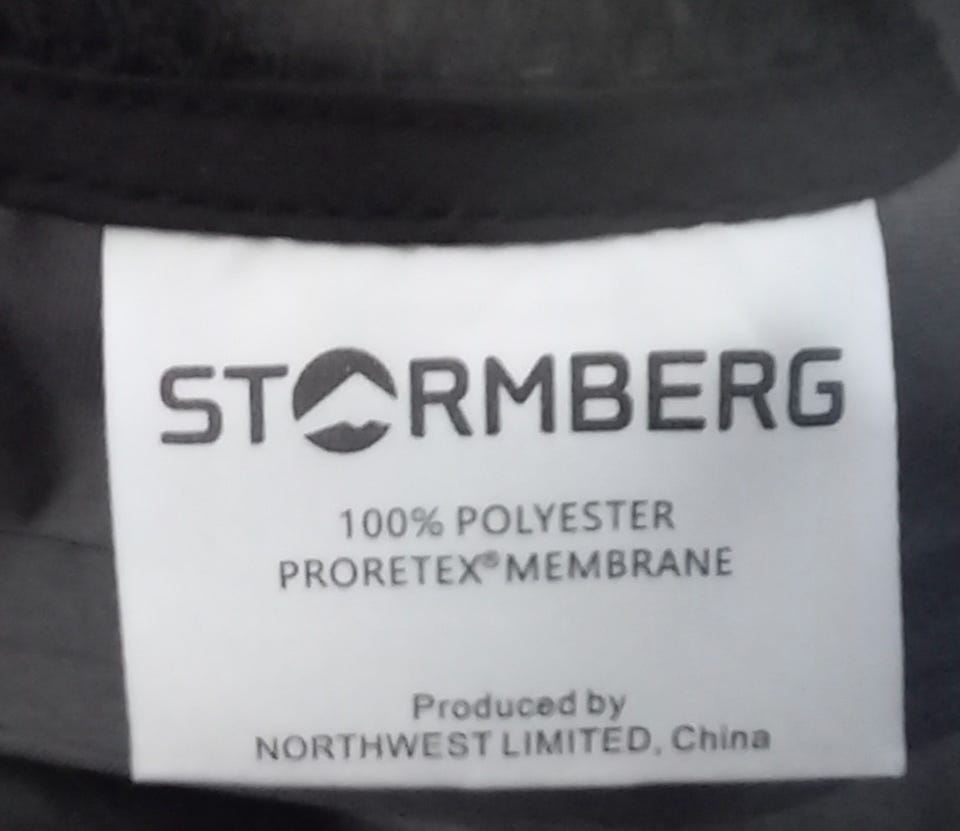 STORMBERG
100% POLYESTER
PRORETEX® MEMBRANE
Produced by
NORTHWEST LIMITED, China